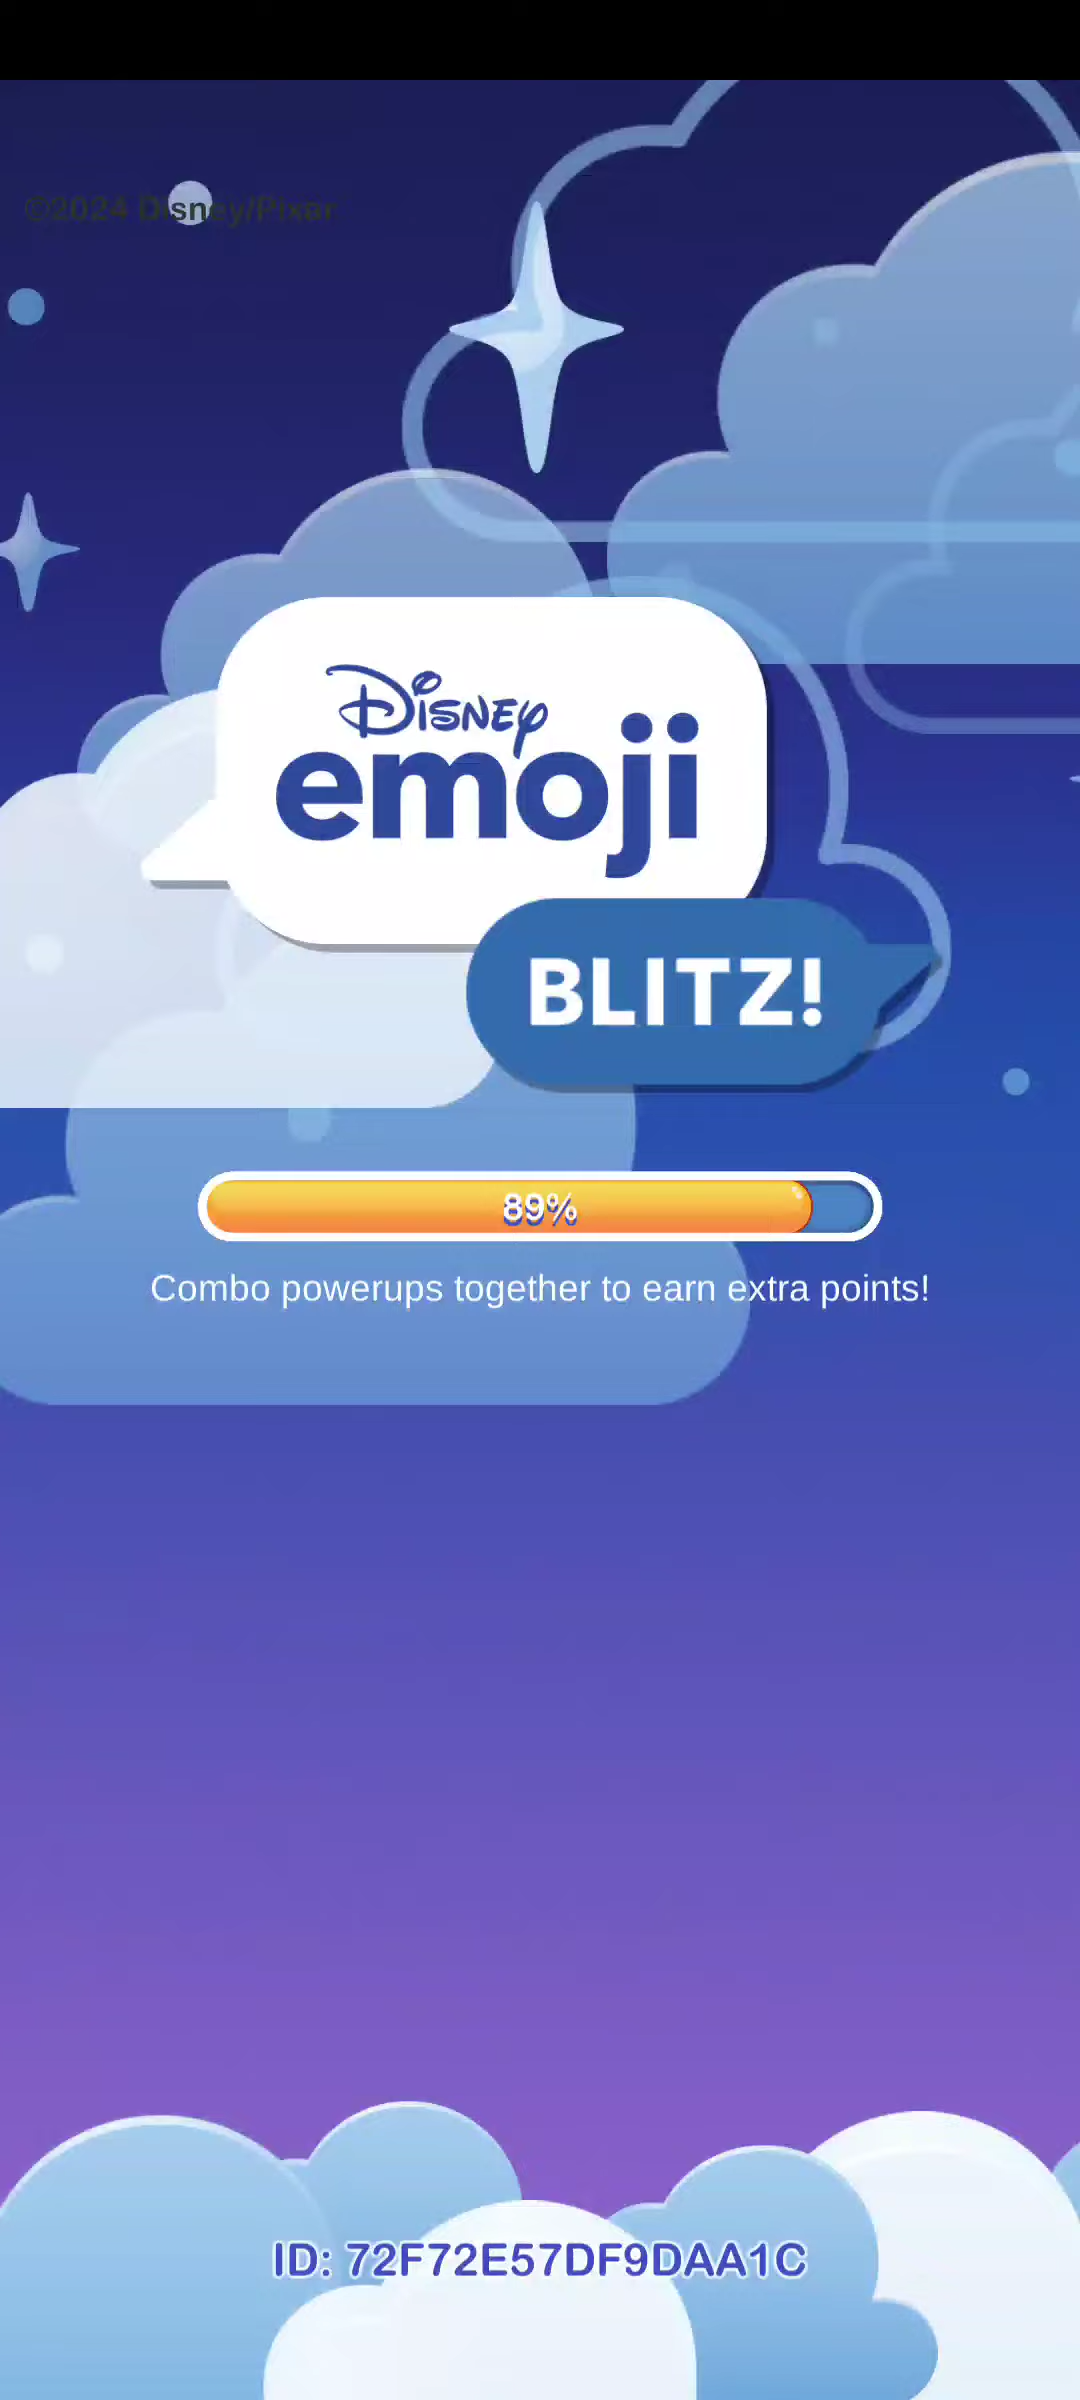 ©2024 Disney/Pixar
Disney
emoji
BLITZ!
89%
Combo powerups together to earn extra points!
ID: 72F72E57DF9DAA1C